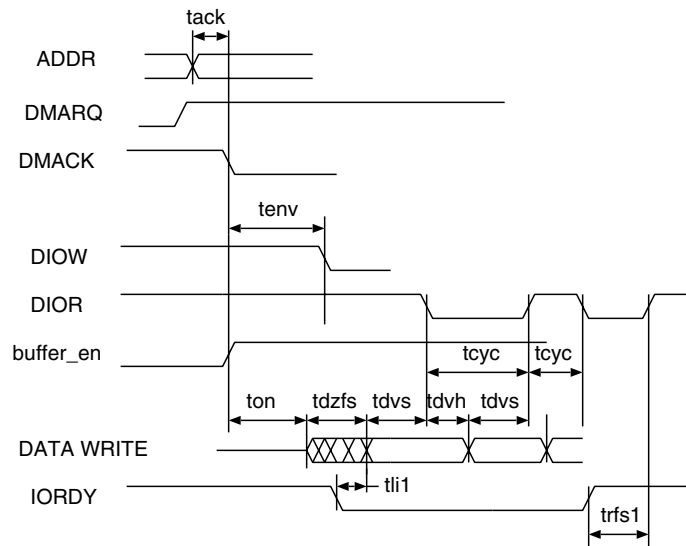 tack
ADDR
DMARQ
DMACK
tenv
DIOW
DIOR
buffer_en
tcyc tcyc
ton tdzfs tdvs tdvh tdvs
DATA WRITE
tli1
IORDY
trfs1